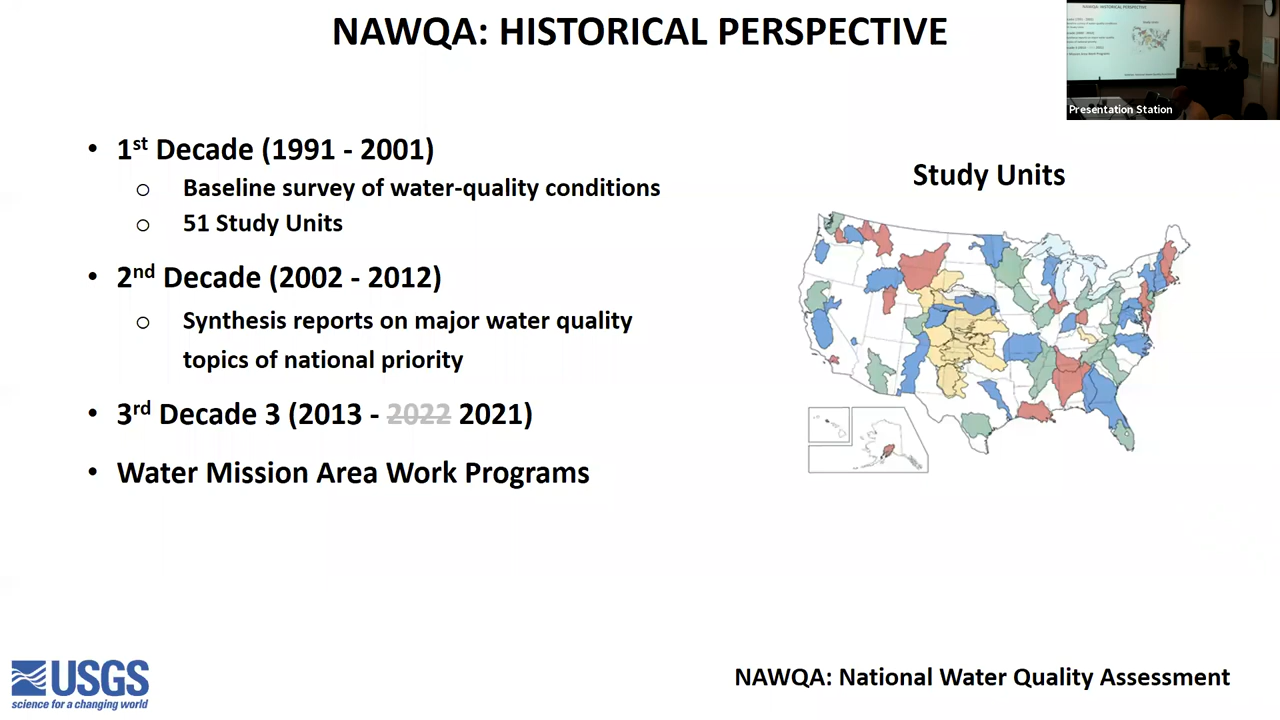 NAWQA: HISTORICAL PERSPECTIVE
Presentation Station
• 1st Decade (1991 - 2001)
o Baseline survey of water-quality conditions
o 51 Study Units
• 2nd Decade (2002 - 2012)
o Synthesis reports on major water quality
topics of national priority
• 3rd Decade 3 (2013 - 2022 2021)
• Water Mission Area Work Programs
Study Units
USGS
science for a changing world
NAWQA: National Water Quality Assessment